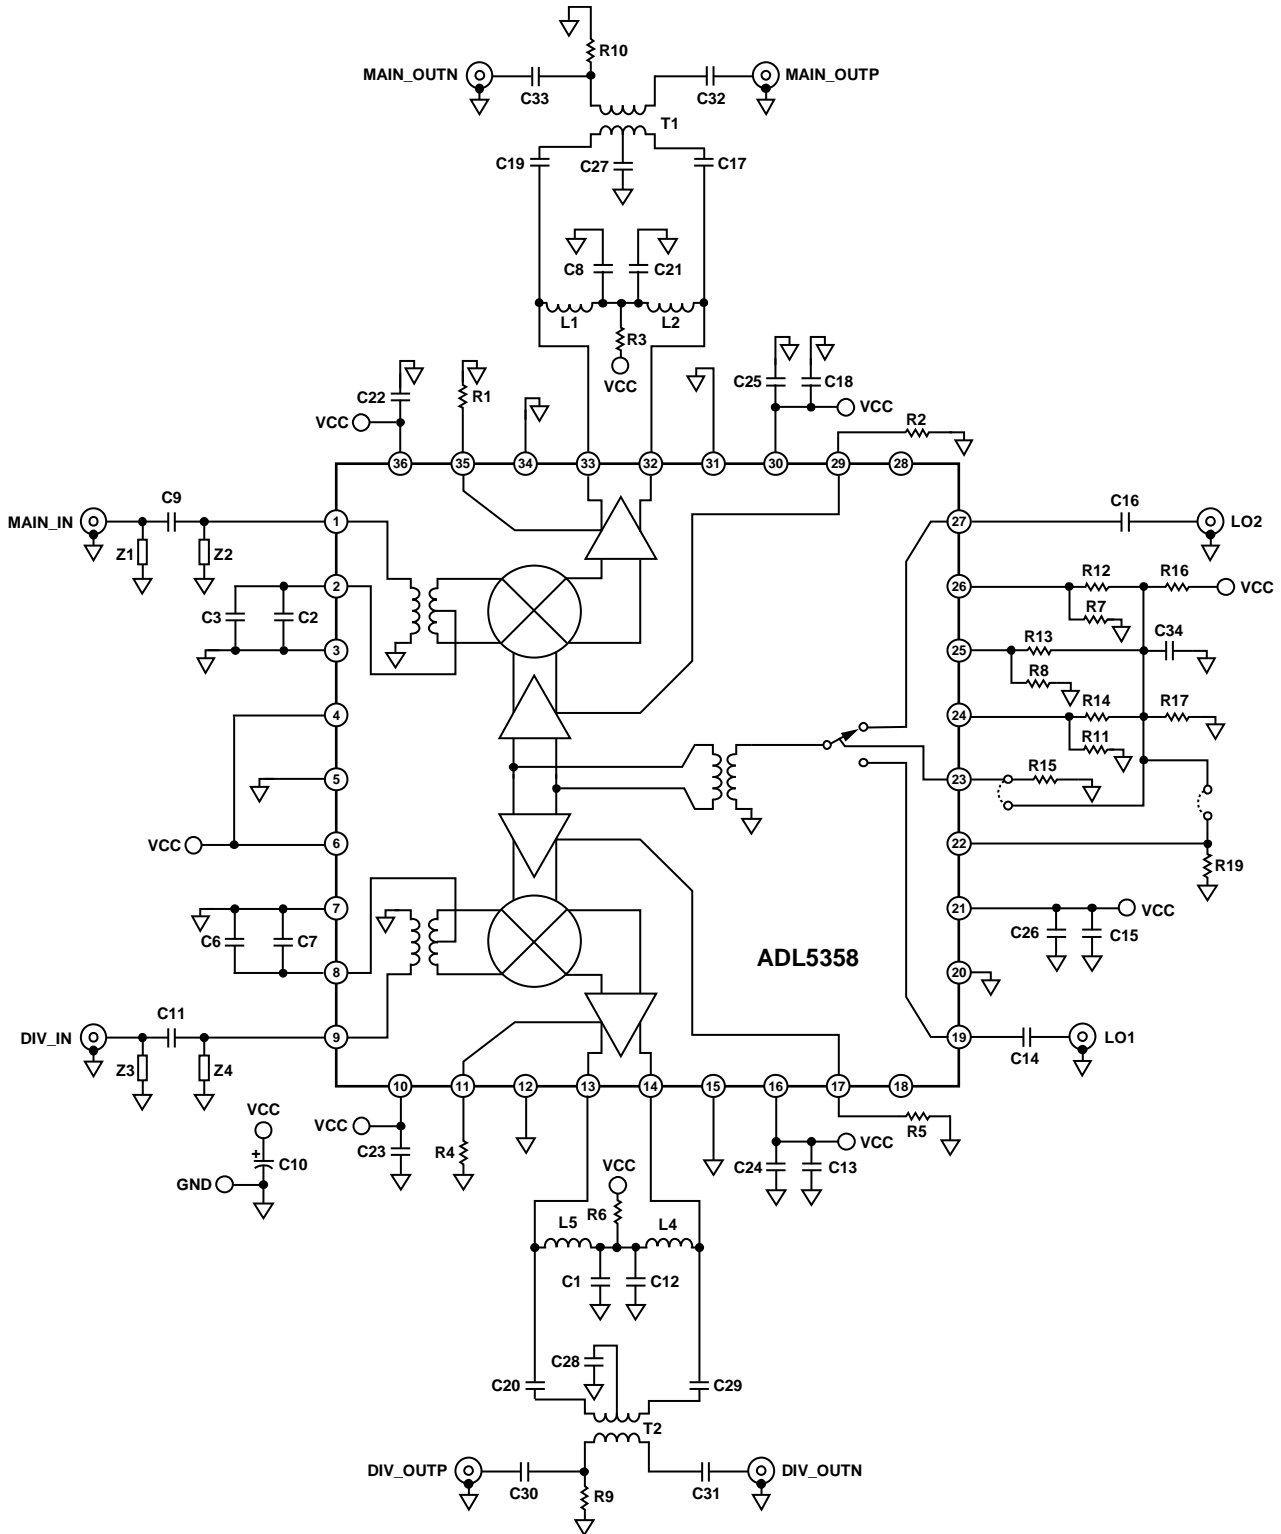 R10
MAIN_OUTN
MAIN_OUTP
C33
C32
T1
C19
C27
C17
C8
C21
L1
L2
R3
VCC
C22
R1
VCC
C25
C18
VCC
R2
36
35
34
33
32
31
30
29
28
MAIN_IN
C9
Z1
Z2
1
27
C16
LO2
C3
C2
2
26
R12
R16
VCC
R7
3
25
R13
C34
R8
4
24
R14
R17
R11
5
23
R15
VCC
6
22
R19
C6
C7
7
21
VCC
C26
C15
8
ADL5358
20
DIV_IN
C11
Z3
Z4
9
19
C14
LO1
10
11
12
13
14
15
16
17
18
VCC
C23
R4
C24
C13
VCC
R5
VCC
+
C10
GND
VCC
R6
L5
L4
C1
C12
C28
C20
C29
T2
DIV_OUTP
DIV_OUTN
C30
R9
C31